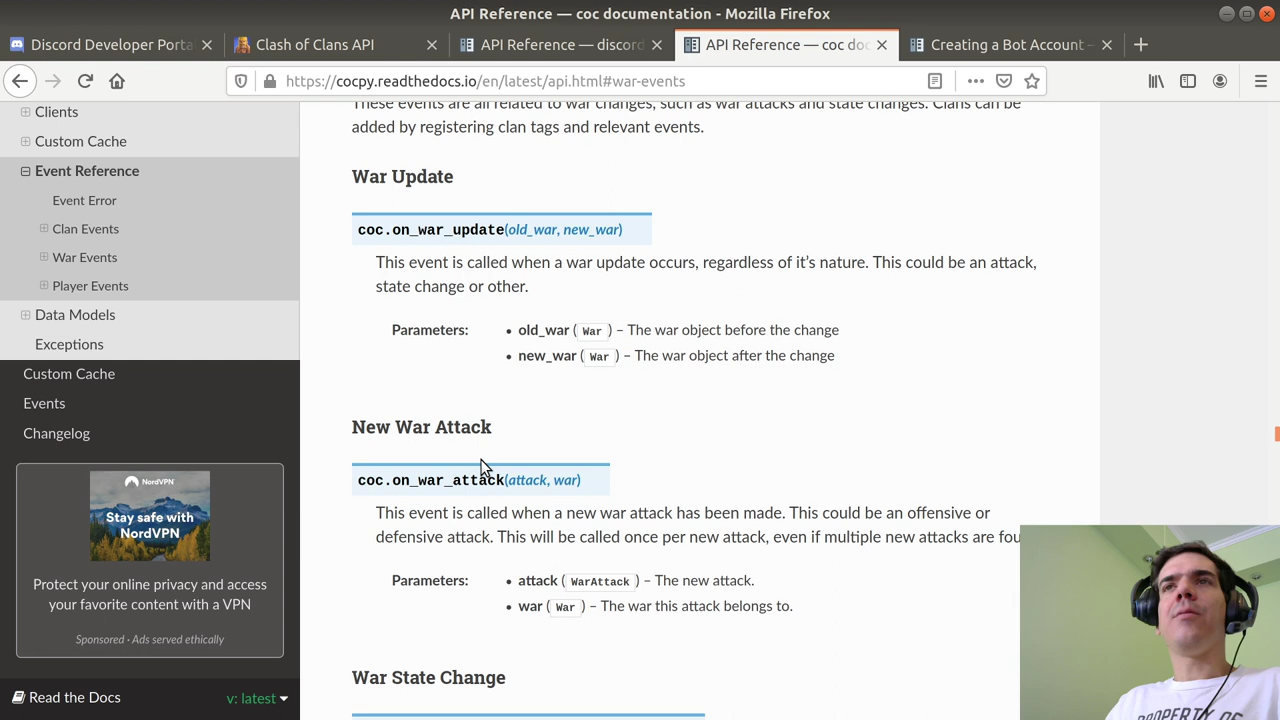 API Reference — coc documentation - Mozilla Firefox
Discord Developer Porta
Clash of Clans API
API Reference — discord
API Reference — coc doc
Creating a Bot Account -
https://cocpy.readthedocs.io/en/latest/api.html#war-events
Clients
Custom Cache
Event Reference
Event Error
Clan Events
War Events
Player Events
Data Models
Exceptions
Custom Cache
Events
Changelog
NordVPN
Stay safe with
NordVPN
Protect your online privacy and access
your favorite content with a VPN
Sponsored · Ads served ethically
Read the Docs
v: latest
These events are all related to war changes, such as war attacks and state changes. Clans can be
added by registering clan tags and relevant events.
War Update
coc.on_war_update(old_war, new_war)
This event is called when a war update occurs, regardless of it's nature. This could be an attack,
state change or other.
Parameters:
• old_war ( War ) – The war object before the change
• new_war ( War ) – The war object after the change
New War Attack
coc.on_war_attack(attack, war)
This event is called when a new war attack has been made. This could be an offensive or
defensive attack. This will be called once per new attack, even if multiple new attacks are fou
Parameters:
• attack ( WarAttack ) – The new attack.
• war ( War ) – The war this attack belongs to.
War State Change
PROPERTY OF